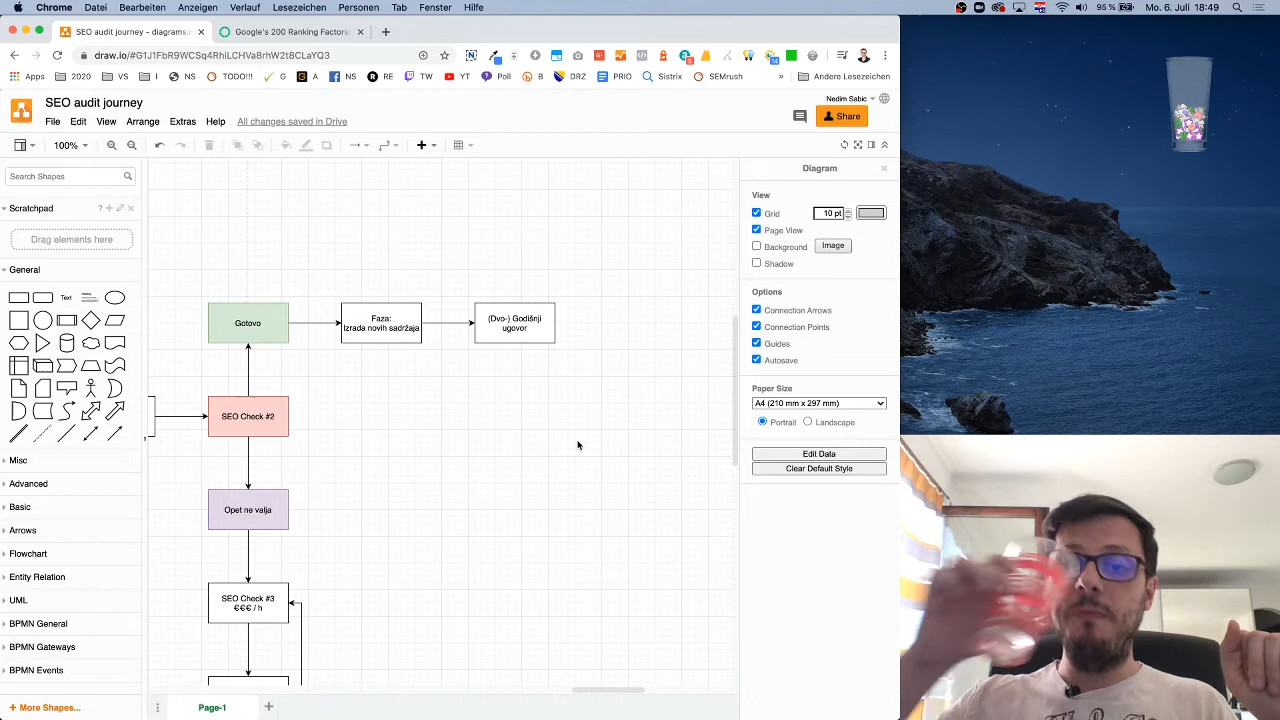 Chrome Datei Bearbeiten Anzeigen Verlauf Lesezeichen Personen Tab Fenster Hilfe
95 % Mo. 6. Juli 18:49
SEO audit journey - diagrams.n
Google's 200 Ranking Factors:
draw.io/#G1J1FbR9WCSq4RhiLCHVa8rhW2t8CLaYQ3
Apps 2020 VS NS TODO!!! G A NS RE TW YT Poll B DRZ PRIO Sistrix SEMrush » Andere Lesezeichen
SEO audit journey
Nedim Sabic
File Edit View Arrange Extras Help All changes saved in Drive
Share
100%
Search Shapes
Scratchpad
Drag elements here
General
Text
Misc
Advanced
Basic
Arrows
Flowchart
Entity Relation
UML
BPMN General
BPMN Gateways
BPMN Events
+ More Shapes...
Gotovo
Faza:
Izrada novih sadržaja
(Dvo-) Godišnji
ugovor
SEO Check #2
Opet ne valja
SEO Check #3
€€€ / h
Page-1
Diagram
View
Grid 10 pt
Page View
Background Image
Shadow
Options
Connection Arrows
Connection Points
Guides
Autosave
Paper Size
A4 (210 mm x 297 mm)
Portrait Landscape
Edit Data
Clear Default Style